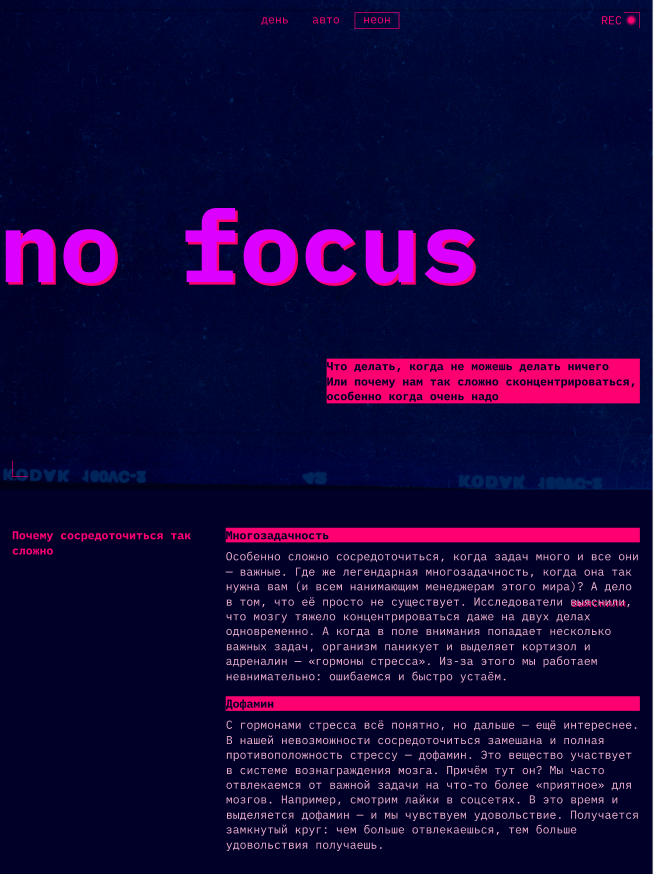 день авто неон
REC
no focus
Что делать, когда не можешь делать ничего
Или почему нам так сложно сконцентрироваться,
особенно когда очень надо
KODAK 100AC-2
42
KODAK 100AC-2
Почему сосредоточиться так
сложно
Многозадачность
Особенно сложно сосредоточиться, когда задач много и все они
— важные. Где же легендарная многозадачность, когда она так
нужна вам (и всем нанимающим менеджерам этого мира)? А дело
в том, что её просто не существует. Исследователи выяснили,
что мозгу тяжело концентрироваться даже на двух делах
одновременно. А когда в поле внимания попадает несколько
важных задач, организм паникует и выделяет кортизол и
адреналин — «гормоны стресса». Из-за этого мы работаем
невнимательно: ошибаемся и быстро устаём.
Дофамин
С гормонами стресса всё понятно, но дальше — ещё интереснее.
В нашей невозможности сосредоточиться замешана и полная
противоположность стрессу — дофамин. Это вещество участвует
в системе вознаграждения мозга. Причём тут он? Мы часто
отвлекаемся от важной задачи на что-то более «приятное» для
мозгов. Например, смотрим лайки в соцсетях. В это время и
выделяется дофамин — и мы чувствуем удовольствие. Получается
замкнутый круг: чем больше отвлекаешься, тем больше
удовольствия получаешь.